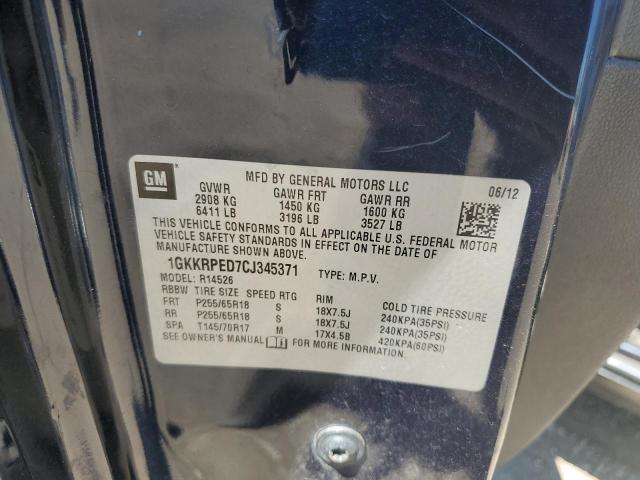 GM
MFD BY GENERAL MOTORS LLC
06/12
GVWR GAWR FRT GAWR RR
2908 KG 1450 KG 1600 KG
6411 LB 3196 LB 3527 LB
THIS VEHICLE CONFORMS TO ALL APPLICABLE U.S. FEDERAL MOTOR
VEHICLE SAFETY STANDARDS IN EFFECT ON THE DATE OF
MANUFACTURE SHOWN ABOVE.
1GKKRPED7CJ345371 TYPE: M.P.V.
MODEL: R14526
RBBW TIRE SIZE SPEED RTG RIM COLD TIRE PRESSURE
FRT P255/65R18 S 18X7.5J 240KPA(35PSI)
RR P255/65R18 S 18X7.5J 240KPA(35PSI)
SPA T145/70R17 M 17X4.5B 420KPA(60PSI)
SEE OWNER'S MANUAL FOR MORE INFORMATION.